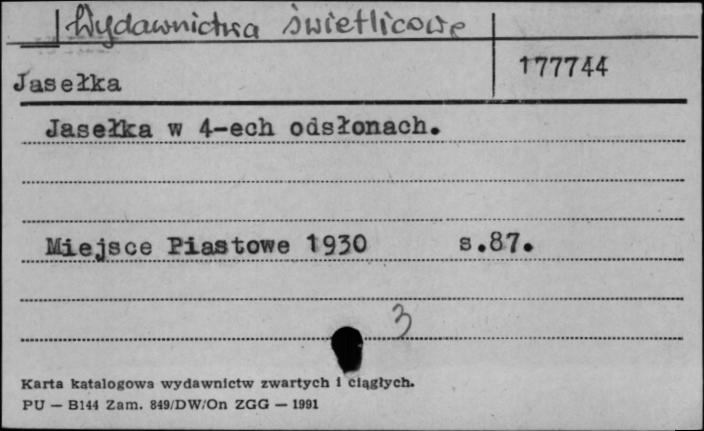 Wydawnictwa świetlicowe
Jasełka
177744
Jasełka w 4-ech odsłonach.
Miejsce Piastowe 1930 s.87.
3
Karta katalogowa wydawnictw zwartych i ciągłych.
PU — B144 Zam. 849/DW/On ZGG — 1991